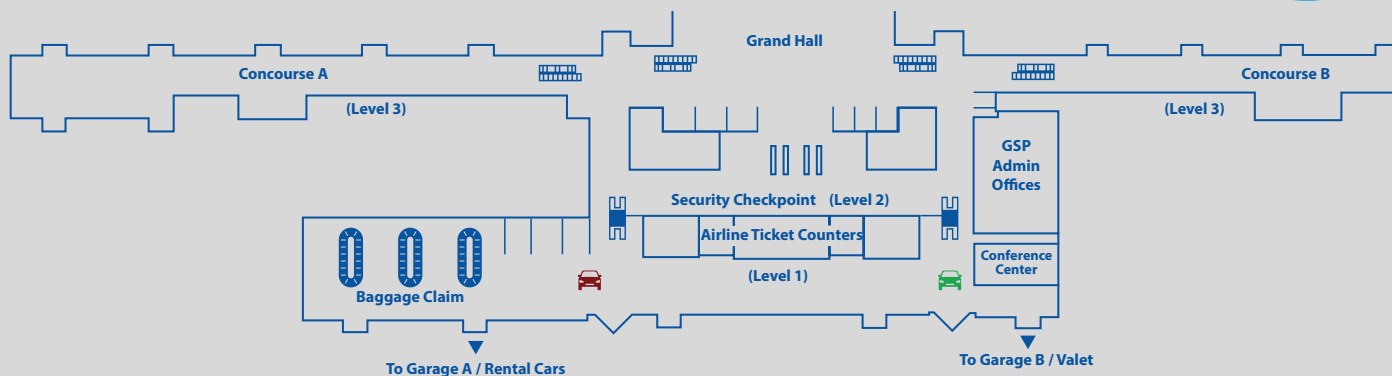 Grand Hall
Concourse A
Concourse B
(Level 3)
(Level 3)
GSP
Admin
Offices
Security Checkpoint (Level 2)
Airline Ticket Counters
(Level 1)
Conference
Center
Baggage Claim
To Garage A / Rental Cars
To Garage B / Valet